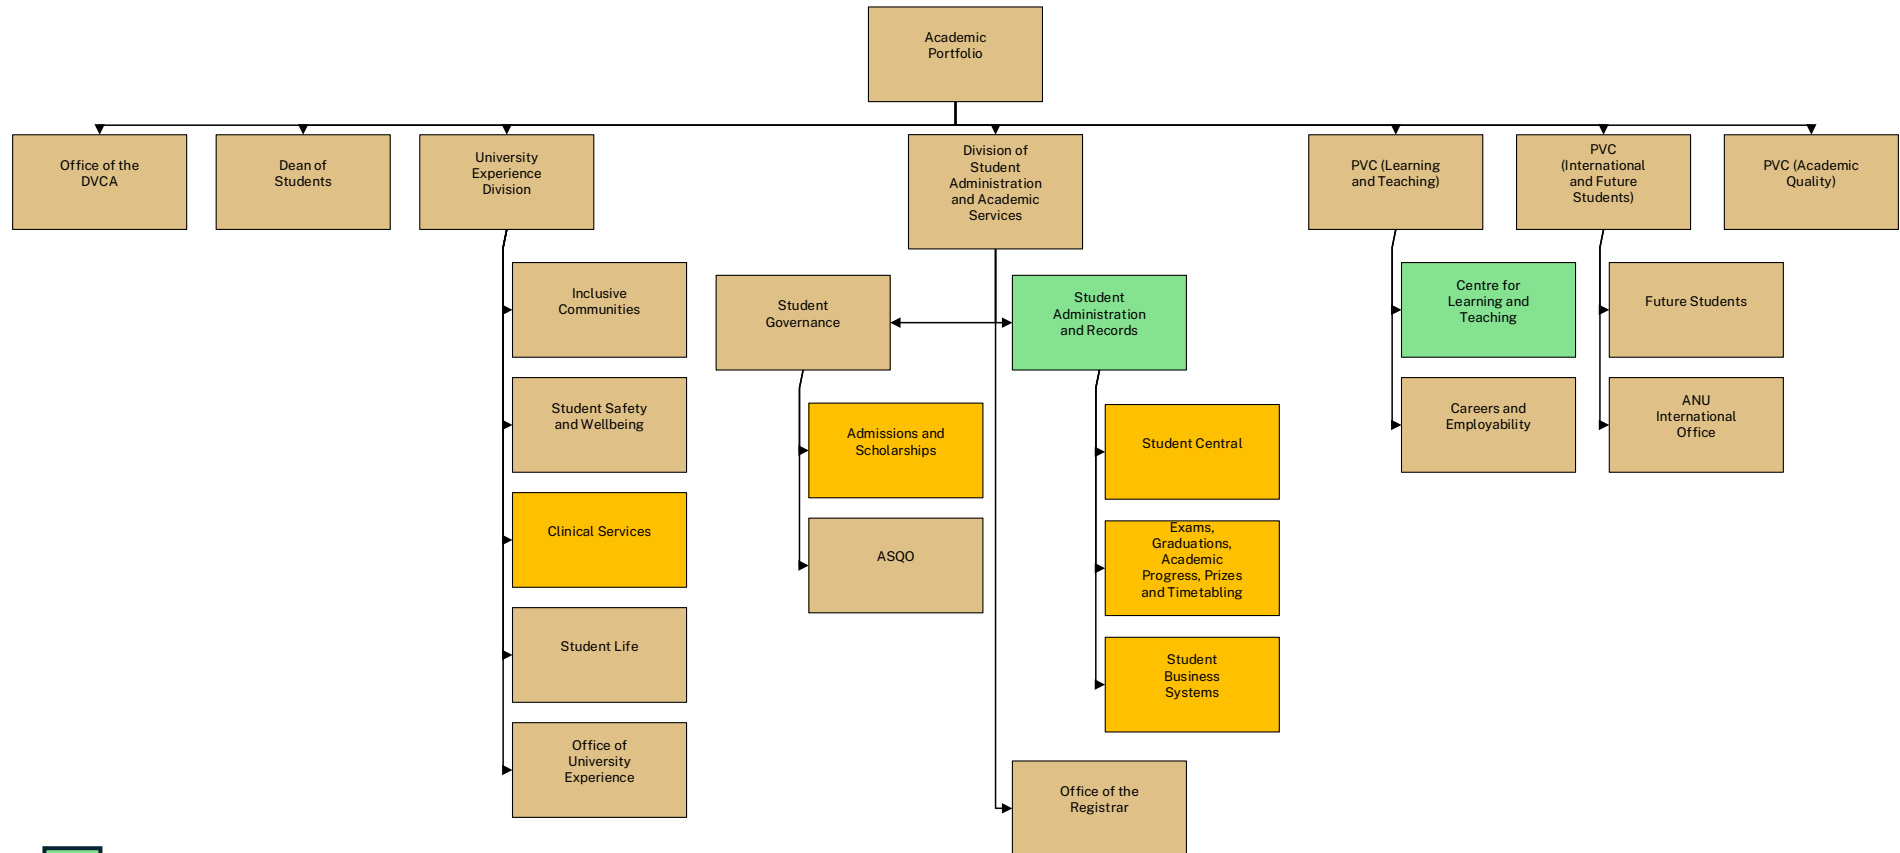 Academic
Portfolio
Office of the
DVCA
Dean of
Students
University
Experience
Division
Division of
Student
Administration
and Academic
Services
PVC (Learning
and Teaching)
PVC
(International
and Future
Students)
PVC (Academic
Quality)
Inclusive
Communities
Student Safety
and Wellbeing
Clinical Services
Student Life
Office of
University
Experience
Student
Governance
Admissions and
Scholarships
ASQO
Student
Administration
and Records
Student Central
Exams,
Graduations,
Academic
Progress, Prizes
and Timetabling
Student
Business
Systems
Office of the
Registrar
Centre for
Learning and
Teaching
Careers and
Employability
Future Students
ANU
International
Office